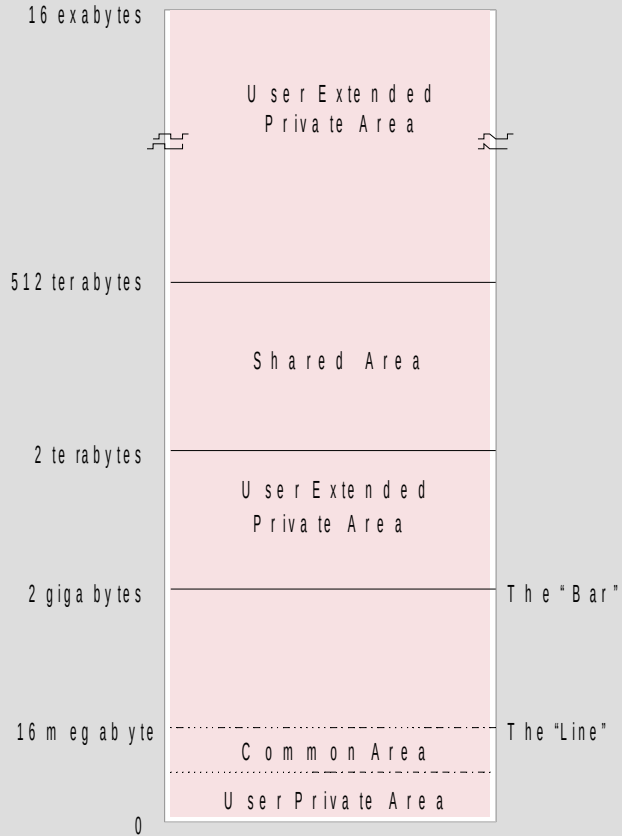 16 exabytes
User Extended
Private Area
512 terabytes
Shared Area
2 terabytes
User Extended
Private Area
2 gigabytes
The “Bar”
16 megabyte
The “Line”
Common Area
User Private Area
0